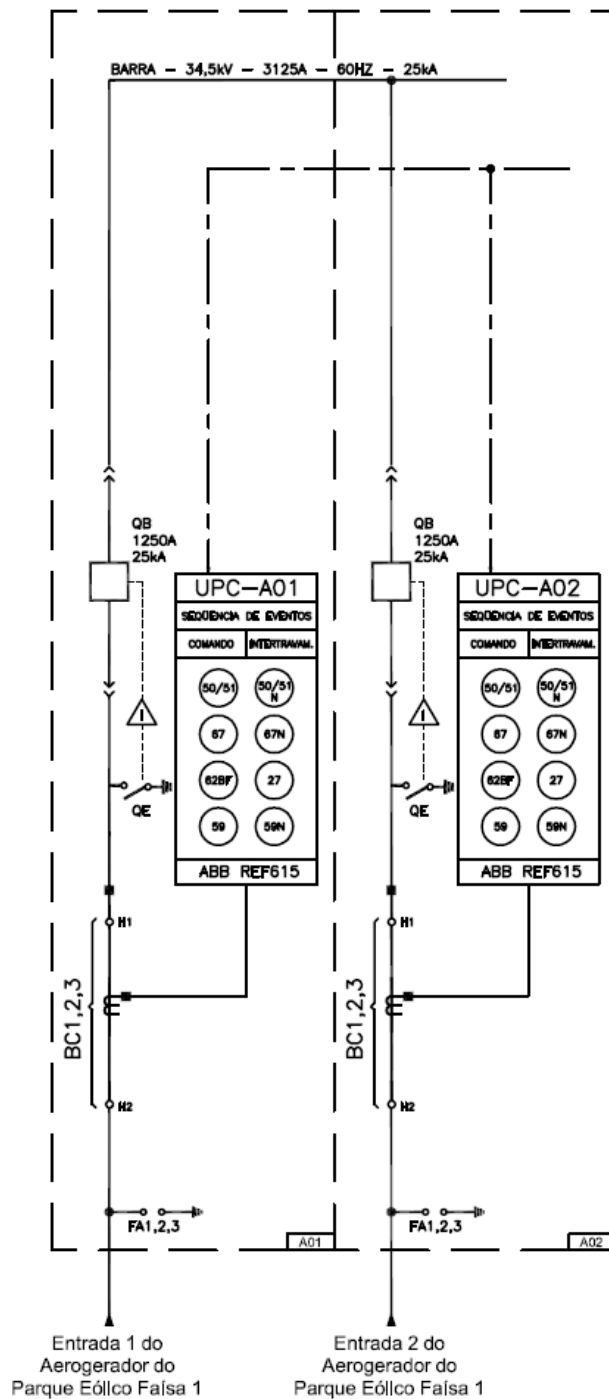 BARRA - 34,5kV - 3125A - 60HZ - 25kA
QB
1250A
25kA
UPC-A01
SEQÜENCIA DE EVENTOS
COMANDO INTERTRAVAM.
50/51 50/51 N
67 67N
62BF 27
59 59N
ABB REF615
QE
H1
BC1,2,3
H2
FA1,2,3
A01
Entrada 1 do
Aerogerador do
Parque Eólico Faísa 1
QB
1250A
25kA
UPC-A02
SEQÜENCIA DE EVENTOS
COMANDO INTERTRAVAM.
50/51 50/51 N
67 67N
62BF 27
59 59N
ABB REF615
QE
H1
BC1,2,3
H2
FA1,2,3
A02
Entrada 2 do
Aerogerador do
Parque Eólico Faísa 1